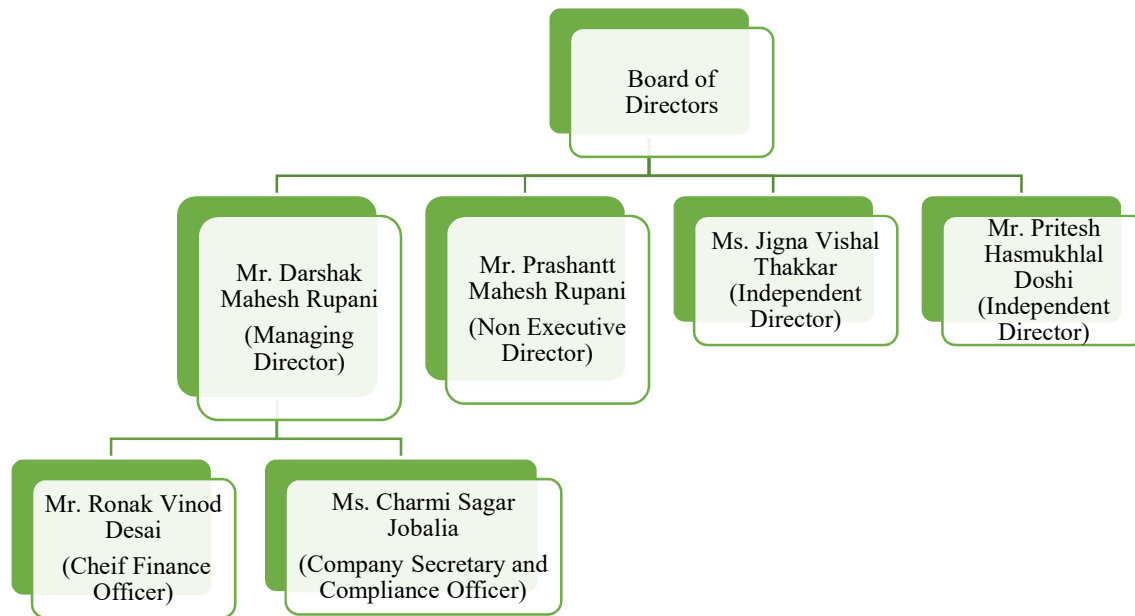 Board of
Directors
Mr. Darshak
Mahesh Rupani
(Managing
Director)
Mr. Prashantt
Mahesh Rupani
(Non Executive
Director)
Ms. Jigna Vishal
Thakkar
(Independent
Director)
Mr. Pritesh
Hasmukhlal
Doshi
(Independent
Director)
Mr. Ronak Vinod
Desai
(Cheif Finance
Officer)
Ms. Charmi Sagar
Jobalia
(Company Secretary and
Compliance Officer)